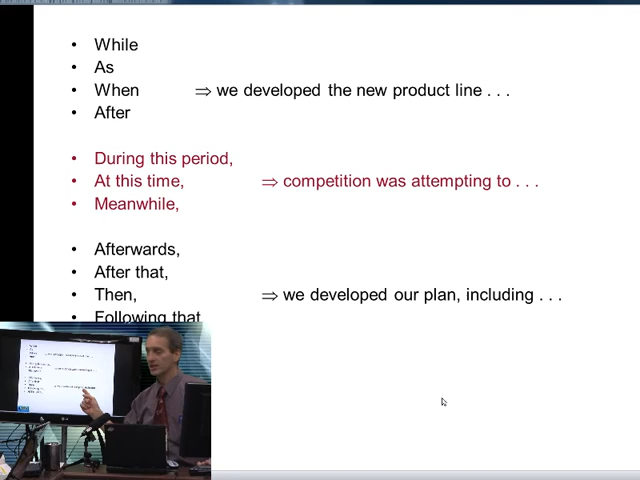 • While
• As
• When ⇒ we developed the new product line . . .
• After
• During this period,
• At this time, ⇒ competition was attempting to . . .
• Meanwhile,
• Afterwards,
• After that,
• Then, ⇒ we developed our plan, including . . .
Following that